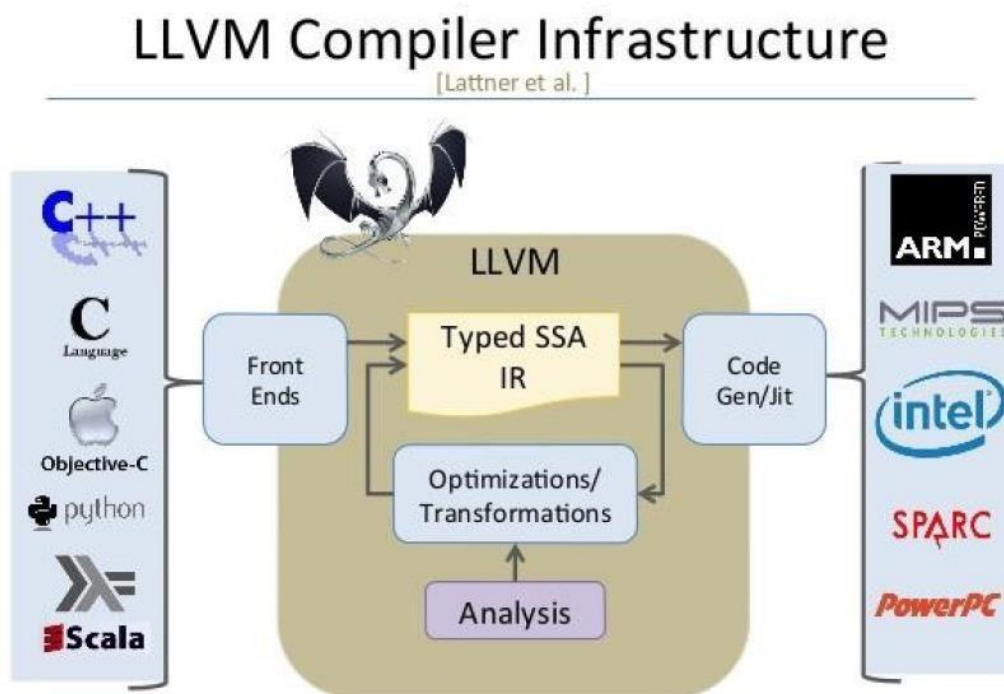 LLVM Compiler Infrastructure
[Lattner et al. ]
C++
C
Language
Objective-C
python
Scala
LLVM
Front
Ends
Typed SSA
IR
Code
Gen/Jit
Optimizations/
Transformations
Analysis
ARM
POWERED
MIPS
TECHNOLOGIES
intel
SPARC
PowerPC